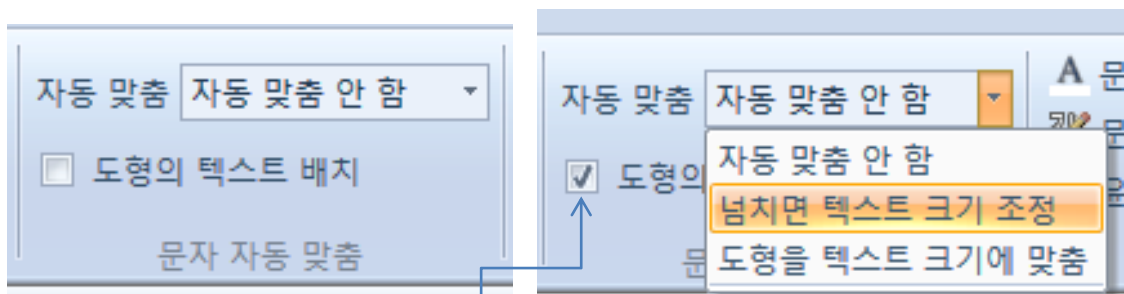 자동 맞춤 자동 맞춤 안 함
도형의 텍스트 배치
문자 자동 맞춤
자동 맞춤 자동 맞춤 안 함
도형의
자동 맞춤 안 함
넘치면 텍스트 크기 조정
도형을 텍스트 크기에 맞춤
A 문